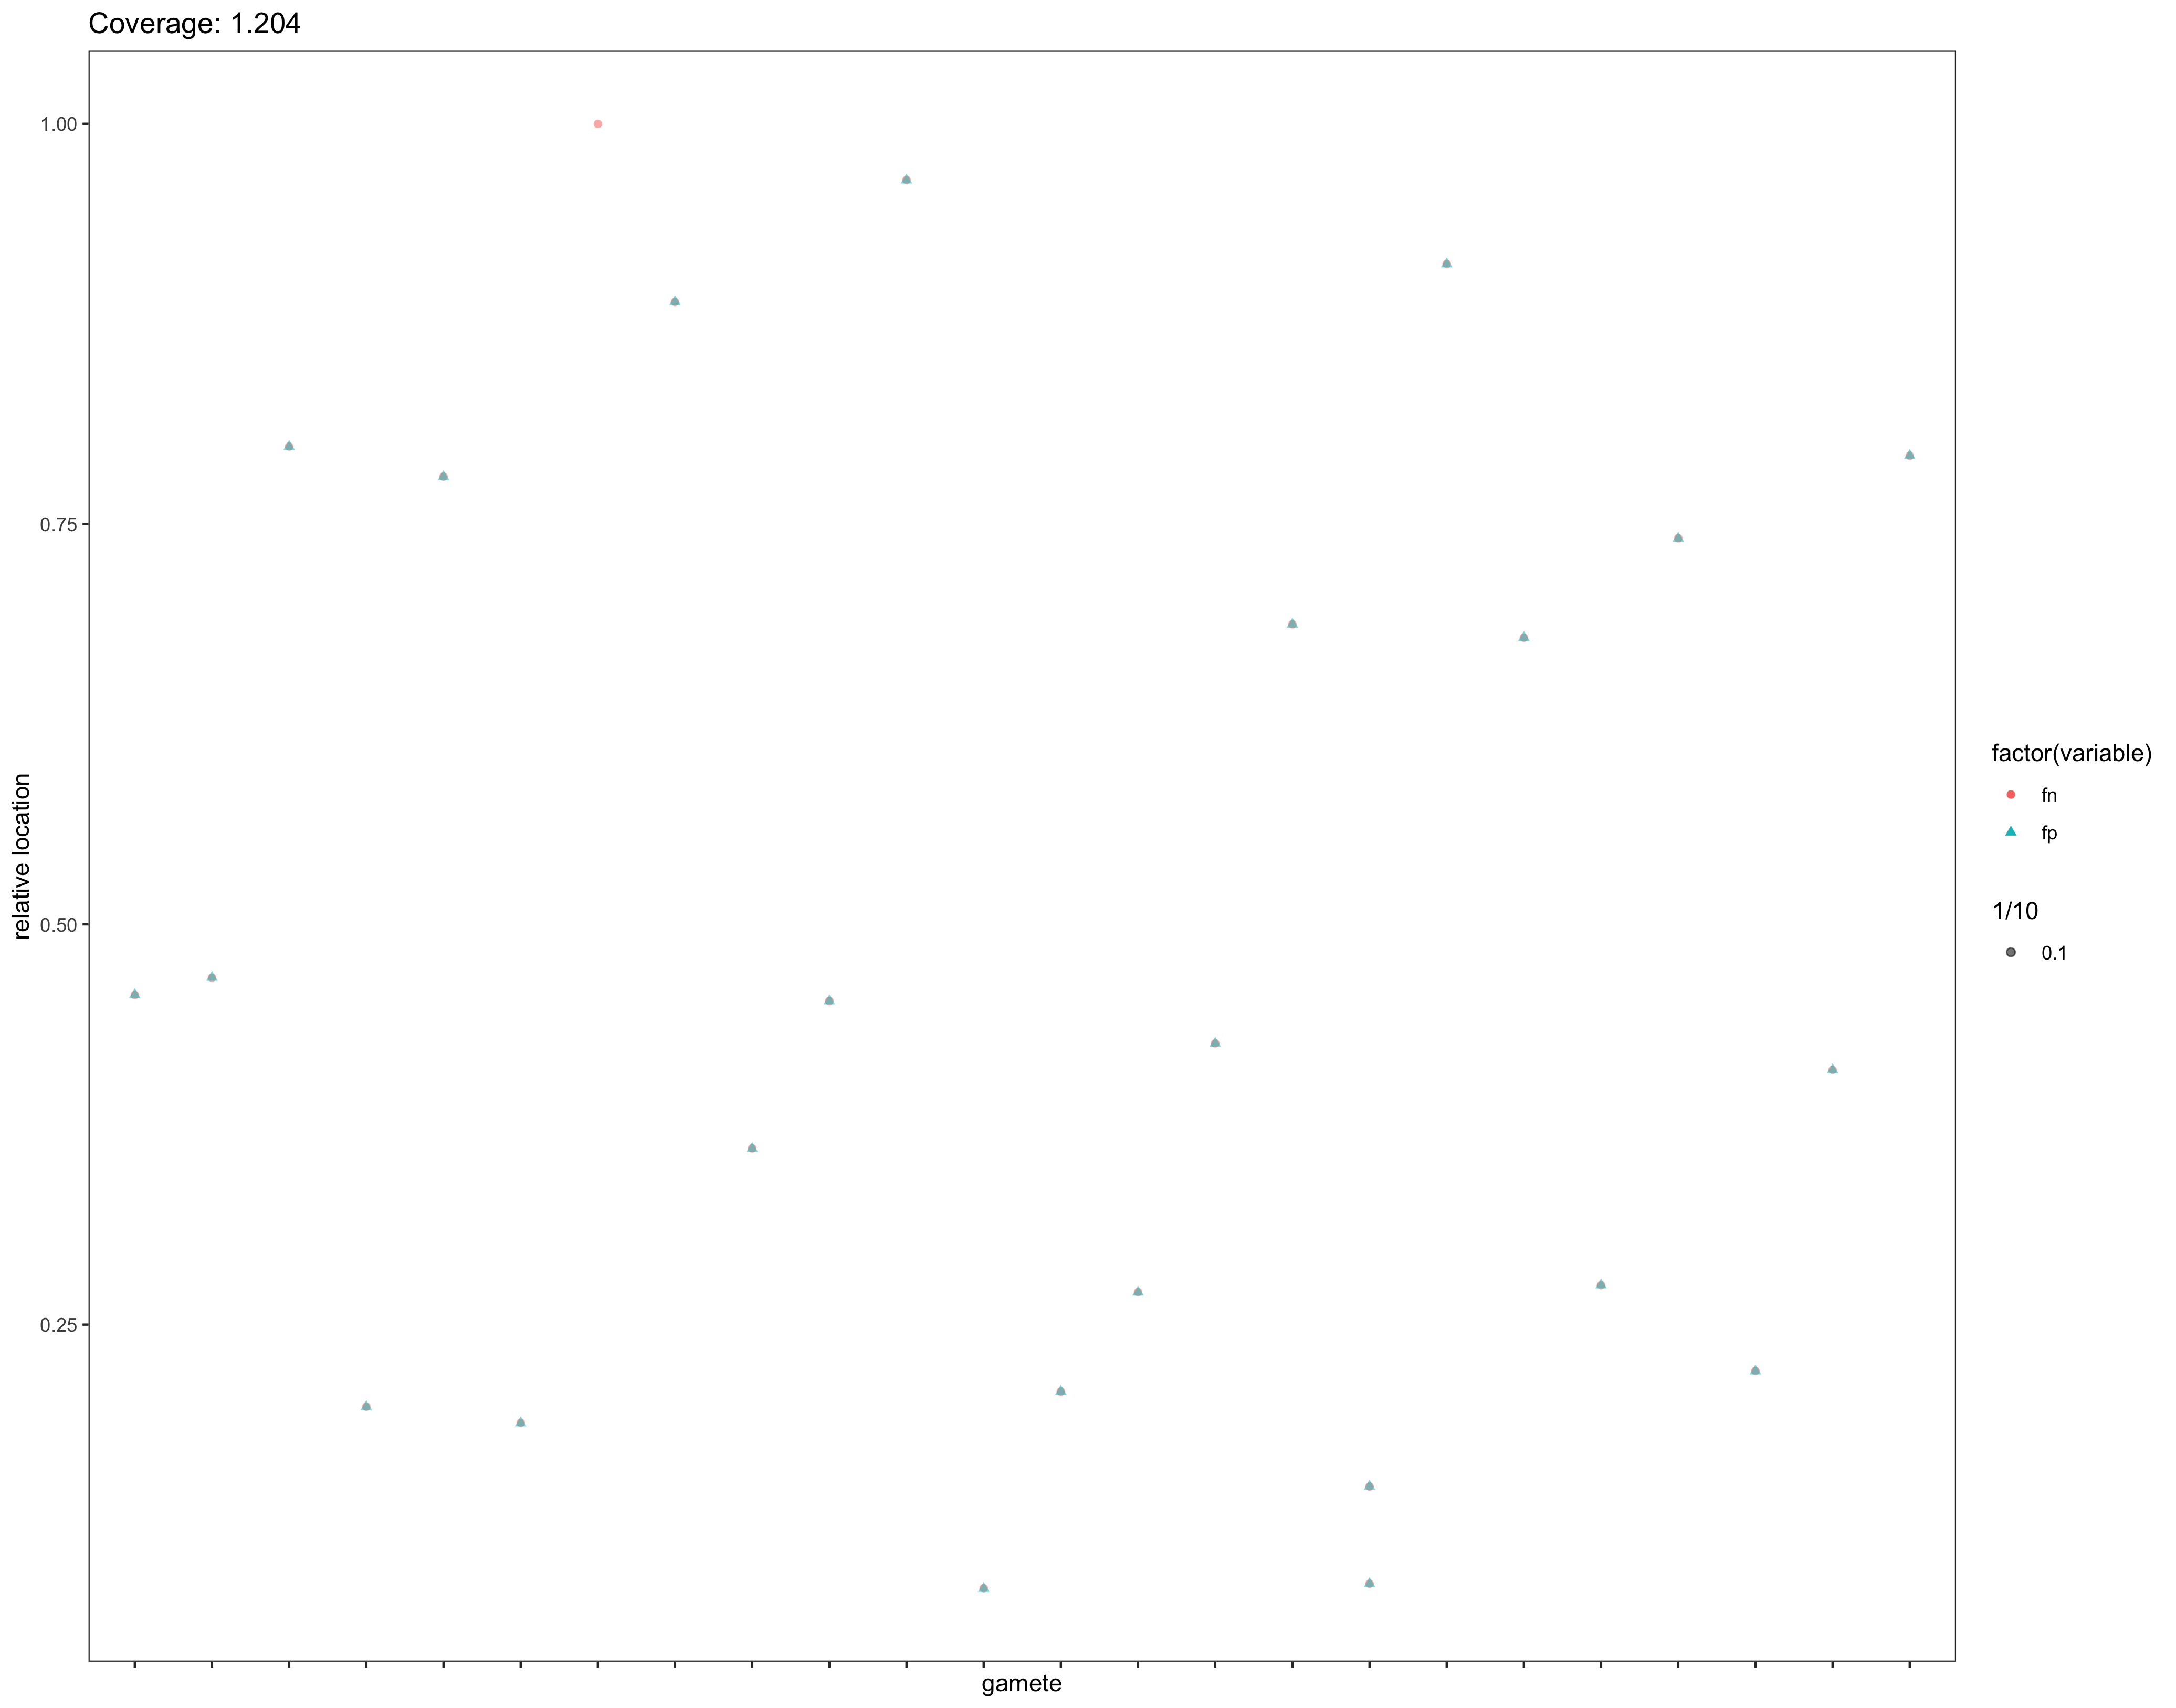 Coverage: 1.204
1.00
0.75
0.50
0.25
relative location
gamete
factor(variable)
fn
fp
1/10
0.1